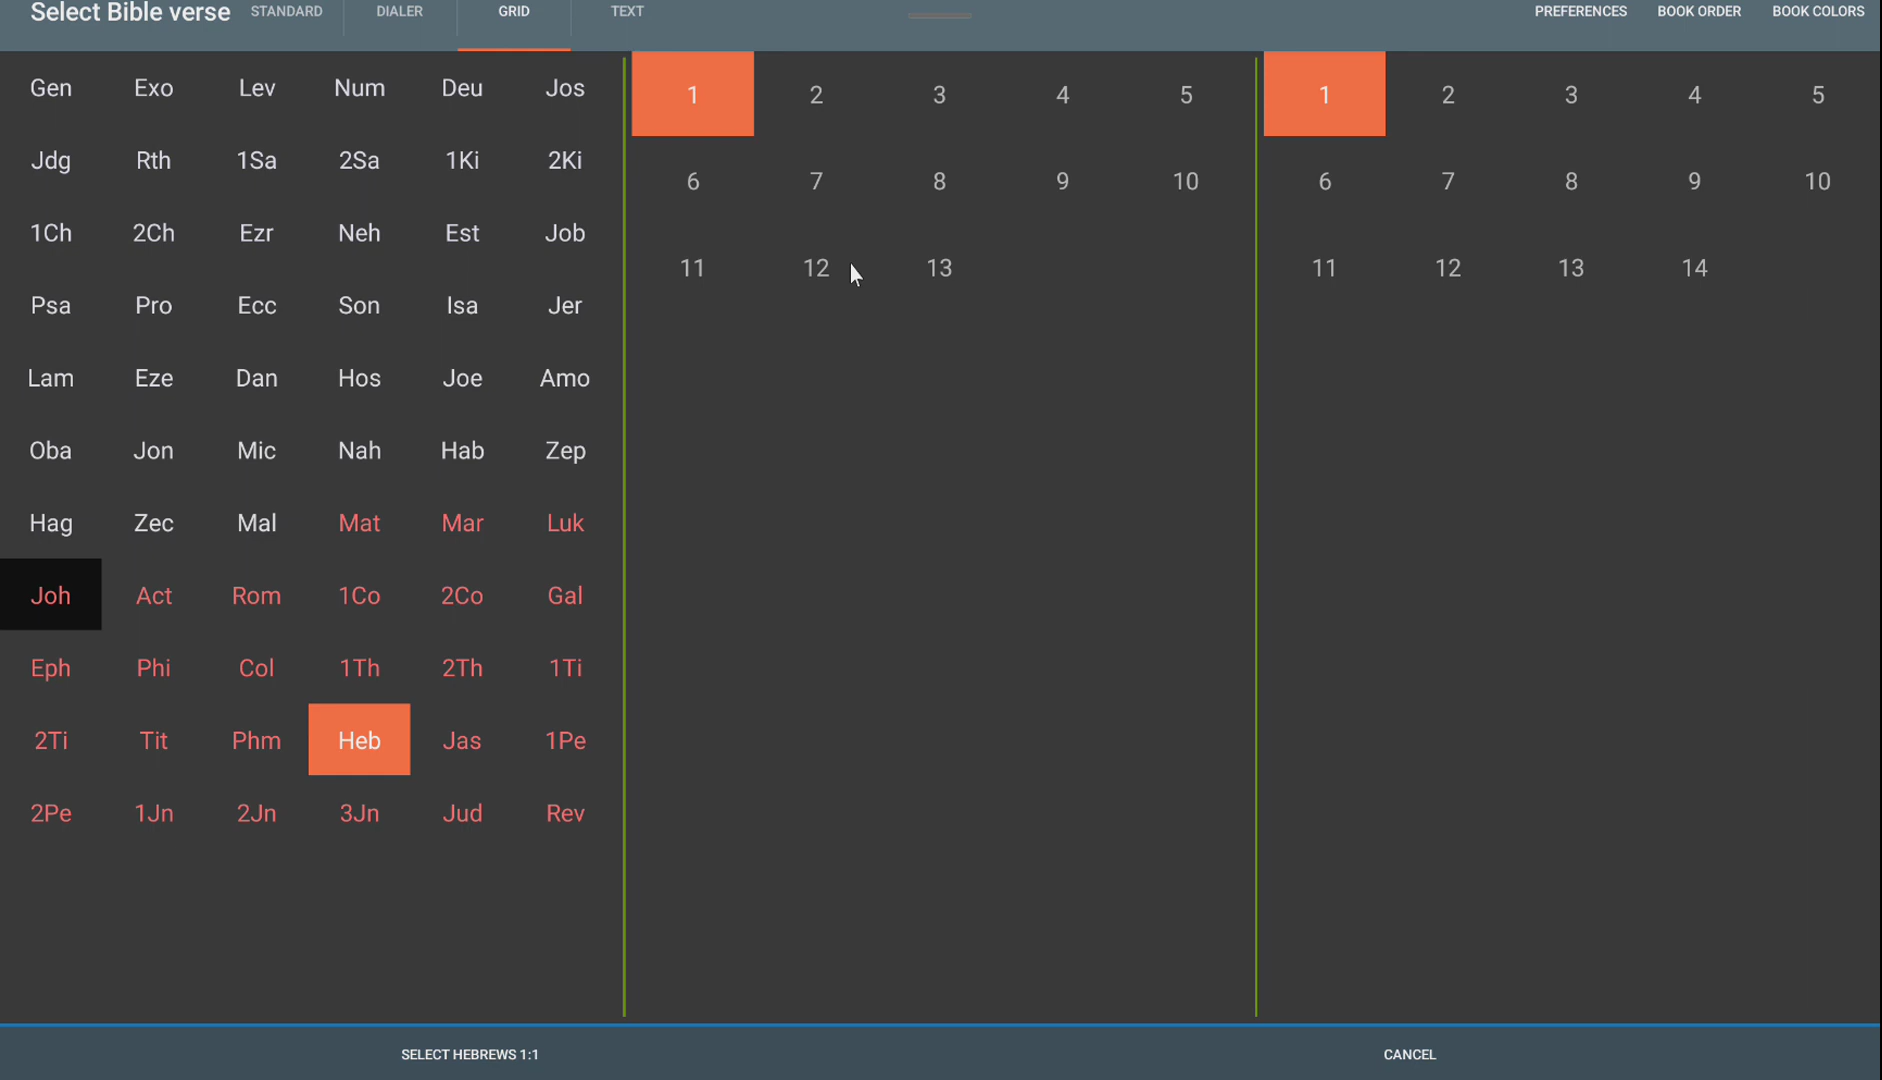 Select Bible verse STANDARD DIALER GRID TEXT PREFERENCES BOOK ORDER BOOK COLORS
Gen Exo Lev Num Deu Jos
Jdg Rth 1Sa 2Sa 1Ki 2Ki
1Ch 2Ch Ezr Neh Est Job
Psa Pro Ecc Son Isa Jer
Lam Eze Dan Hos Joe Amo
Oba Jon Mic Nah Hab Zep
Hag Zec Mal Mat Mar Luk
Joh Act Rom 1Co 2Co Gal
Eph Phi Col 1Th 2Th 1Ti
2Ti Tit Phm Heb Jas 1Pe
2Pe 1Jn 2Jn 3Jn Jud Rev
1 2 3 4 5
6 7 8 9 10
11 12 13
1 2 3 4 5
6 7 8 9 10
11 12 13 14
SELECT HEBREWS 1:1 CANCEL